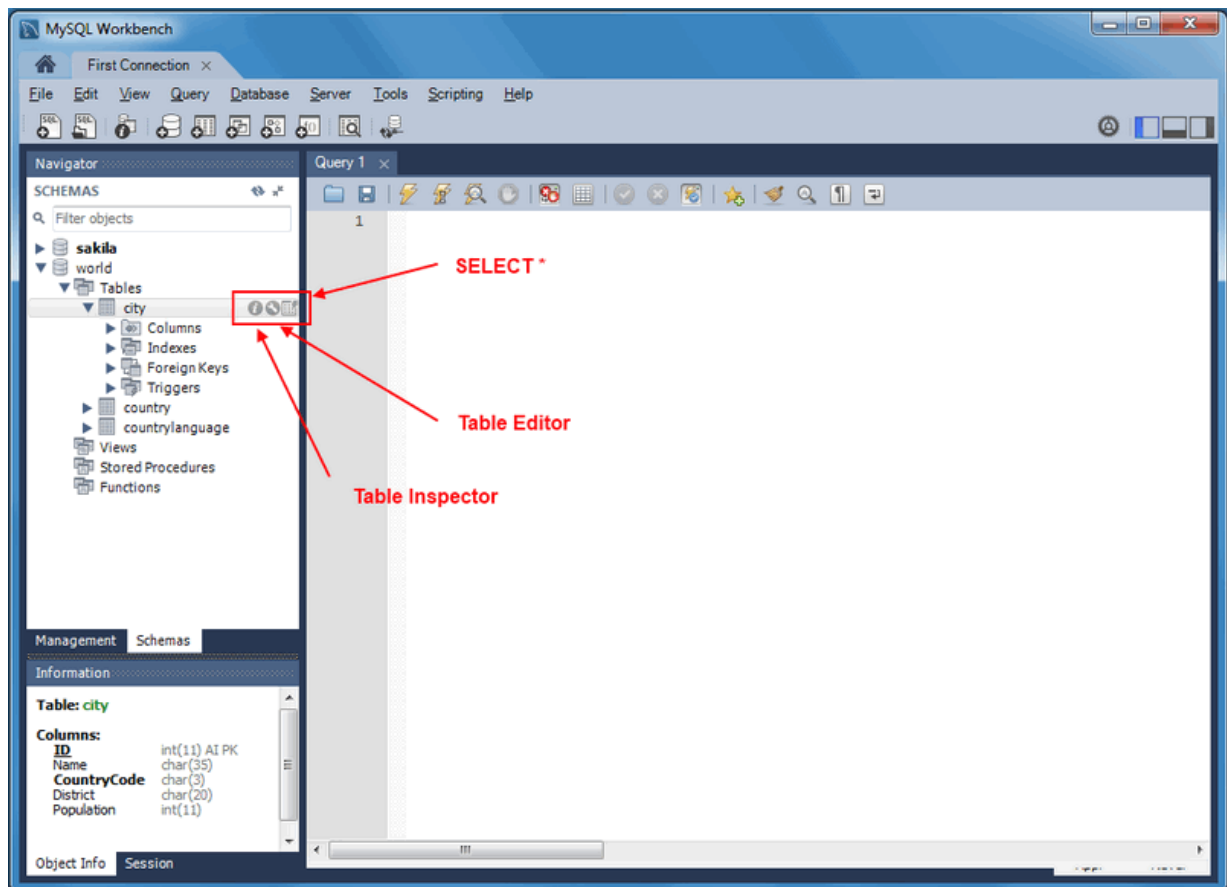 MySQL Workbench
First Connection
File Edit View Query Database Server Tools Scripting Help
Navigator
Query 1
SCHEMAS
Filter objects
1
sakila
world
SELECT *
Tables
city
Columns
Indexes
Foreign Keys
Triggers
country
Table Editor
countrylanguage
Views
Stored Procedures
Functions
Table Inspector
Management Schemas
Information
Table: city
Columns:
ID int(11) AI PK
Name char(35)
CountryCode char(3)
District char(20)
Population int(11)
Object Info Session